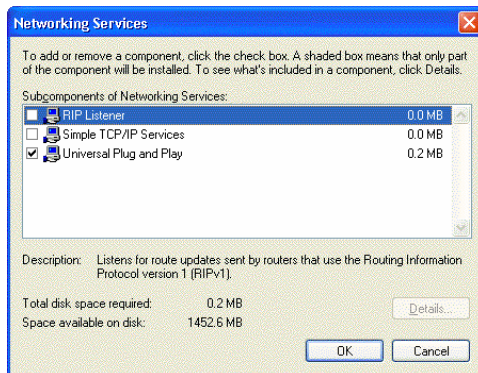 Networking Services
To add or remove a component, click the check box. A shaded box means that only part
of the component will be installed. To see what's included in a component, click Details.
Subcomponents of Networking Services:
RIP Listener 0.0 MB
Simple TCP/IP Services 0.0 MB
Universal Plug and Play 0.2 MB
Description: Listens for route updates sent by routers that use the Routing Information
Protocol version 1 (RIPv1).
Total disk space required: 0.2 MB
Details...
Space available on disk: 1452.6 MB
OK Cancel